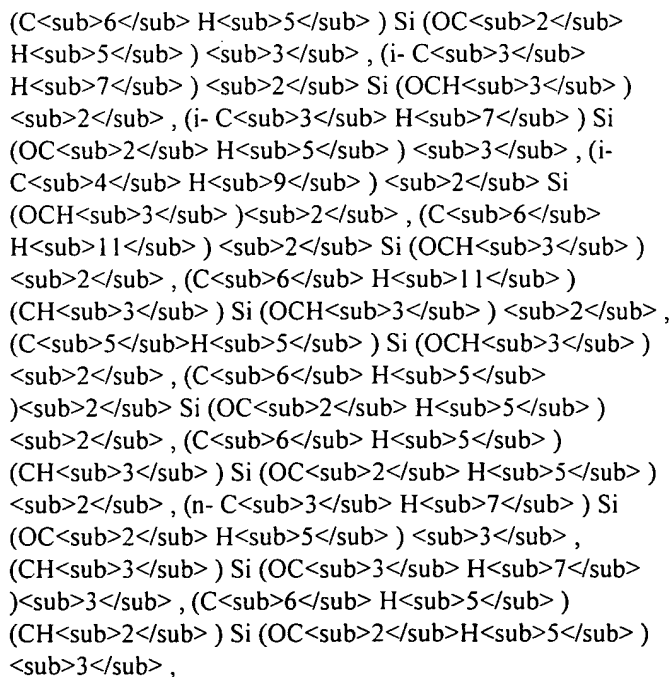 (C<sub>6</sub> H<sub>5</sub> ) Si (OC<sub>2</sub>
H<sub>5</sub> ) <sub>3</sub> , (i- C<sub>3</sub>
H<sub>7</sub> ) <sub>2</sub> Si (OCH<sub>3</sub> )
<sub>2</sub> , (i- C<sub>3</sub> H<sub>7</sub> ) Si
(OC<sub>2</sub> H<sub>5</sub> ) <sub>3</sub> , (i-
C<sub>4</sub> H<sub>9</sub> ) <sub>2</sub> Si
(OCH<sub>3</sub> )<sub>2</sub> , (C<sub>6</sub>
H<sub>11</sub> ) <sub>2</sub> Si (OCH<sub>3</sub> )
<sub>2</sub> , (C<sub>6</sub> H<sub>11</sub> )
(CH<sub>3</sub> ) Si (OCH<sub>3</sub> ) <sub>2</sub> ,
(C<sub>5</sub>H<sub>5</sub> ) Si (OCH<sub>3</sub> )
<sub>2</sub> , (C<sub>6</sub> H<sub>5</sub>
)<sub>2</sub> Si (OC<sub>2</sub> H<sub>5</sub> )
<sub>2</sub> , (C<sub>6</sub> H<sub>5</sub> )
(CH<sub>3</sub> ) Si (OC<sub>2</sub> H<sub>5</sub> )
<sub>2</sub> , (n- C<sub>3</sub> H<sub>7</sub> ) Si
(OC<sub>2</sub> H<sub>5</sub> ) <sub>3</sub> ,
(CH<sub>3</sub> ) Si (OC<sub>3</sub> H<sub>7</sub>
)<sub>3</sub> , (C<sub>6</sub> H<sub>5</sub> )
(CH<sub>2</sub> ) Si (OC<sub>2</sub>H<sub>5</sub> )
<sub>3</sub> ,